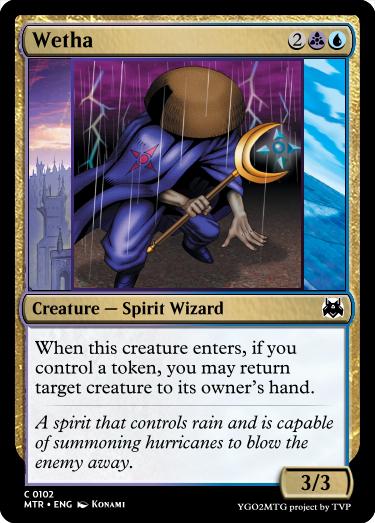 Wetha 2
Creature — Spirit Wizard
When this creature enters, if you
control a token, you may return
target creature to its owner's hand.
A spirit that controls rain and is capable
of summoning hurricanes to blow the
enemy away.
3/3
C 0102
MTR • ENG Konami
YGO2MTG project by TVP